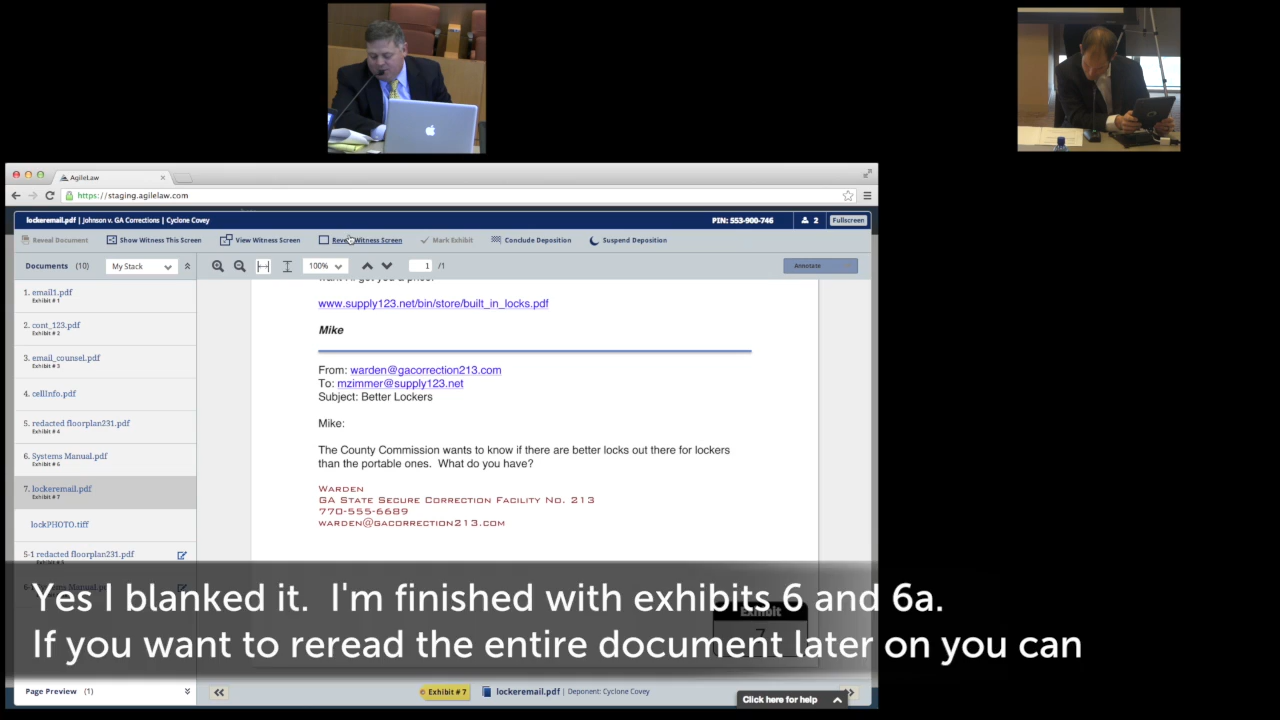 AgileLaw
https://staging.agilelaw.com
lockeremail.pdf | Johnson v. GA Corrections | Cyclone Covey
PIN: 553-900-746
2
Fullscreen
Reveal Document
Show Witness This Screen
View Witness Screen
Witness Screen
Mark Exhibit
Conclude Deposition
Suspend Deposition
Documents (10)
My Stack
100%
1 /1
Annotate
1. email1.pdf
Exhibit # 1
2. cont_123.pdf
Exhibit # 2
3. email_counsel.pdf
Exhibit # 3
4. cellInfo.pdf
5. redacted floorplan231.pdf
Exhibit # 4
6. Systems Manual.pdf
Exhibit # 6
7. lockeremail.pdf
Exhibit # 7
lockPHOTO.tiff
5-1 redacted floorplan231.pdf
Exhibit # 5
Manual.pdf
www.supply123.net/bin/store/built_in_locks.pdf
Mike
From: warden@gacorrection213.com
To: mzimmer@supply123.net
Subject: Better Lockers
Mike:
The County Commission wants to know if there are better locks out there for lockers
than the portable ones. What do you have?
Warden
GA State Secure Correction Facility No. 213
770-555-6689
warden@gacorrection213.com
Exhibit
7
Yes I blanked it. I'm finished with exhibits 6 and 6a.
If you want to reread the entire document later on you can
Page Preview (1)
Exhibit # 7
lockeremail.pdf | Deponent: Cyclone Covey
Click here for help